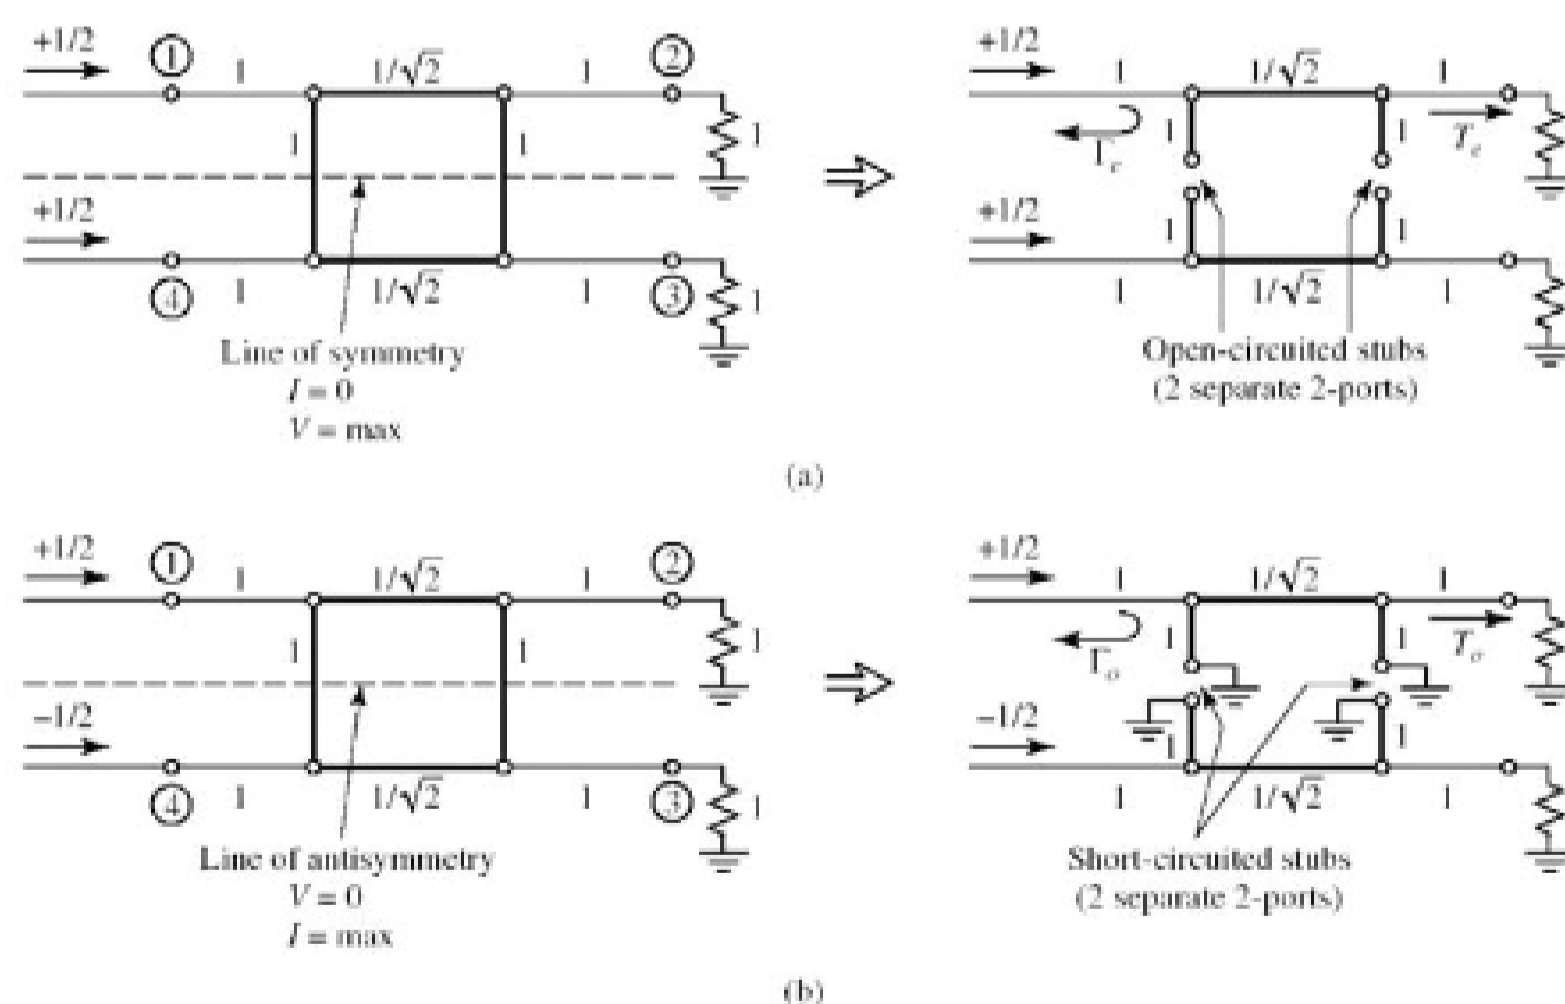 +1/2 ① 1 1/√2 1 ②
1 1 1
+1/2
④ 1 1/√2 1 ③
1
Line of symmetry
I = 0
V = max
+1/2 1 1/√2 1
Γe 1 1 Te 1
+1/2 1 1
1 1/√2 1
1
Open-circuited stubs
(2 separate 2-ports)
(a)
+1/2 ① 1 1/√2 1 ②
1 1 1
−1/2
④ 1 1/√2 1 ③
1
Line of antisymmetry
V = 0
I = max
+1/2 1 1/√2 1
Γo 1 1 To 1
−1/2 1 1
1 1/√2 1
1
Short-circuited stubs
(2 separate 2-ports)
(b)